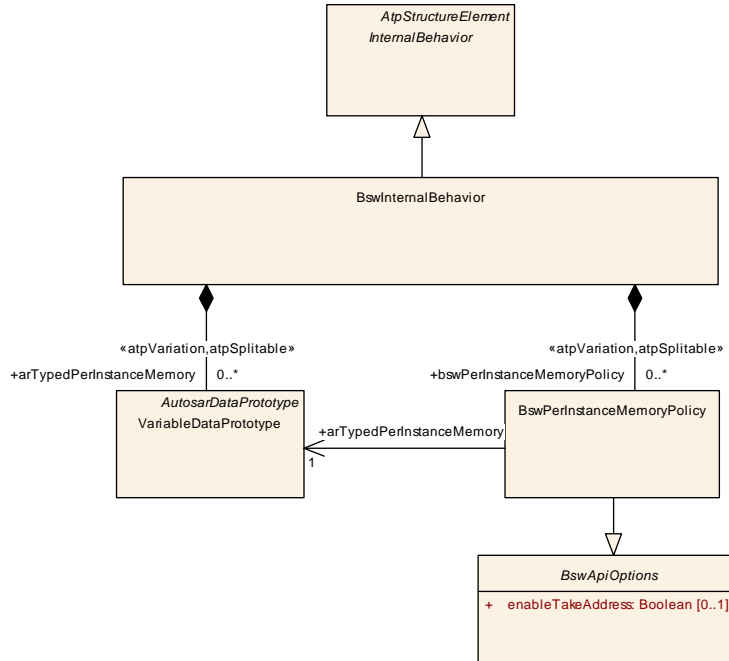 AtpStructureElement
InternalBehavior
BswInternalBehavior
«atpVariation,atpSplitable»
+arTypedPerInstanceMemory 0..*
«atpVariation,atpSplitable»
+bswPerInstanceMemoryPolicy 0..*
AutosarDataPrototype
VariableDataPrototype
+arTypedPerInstanceMemory
1
BswPerInstanceMemoryPolicy
BswApiOptions
+ enableTakeAddress: Boolean [0..1]